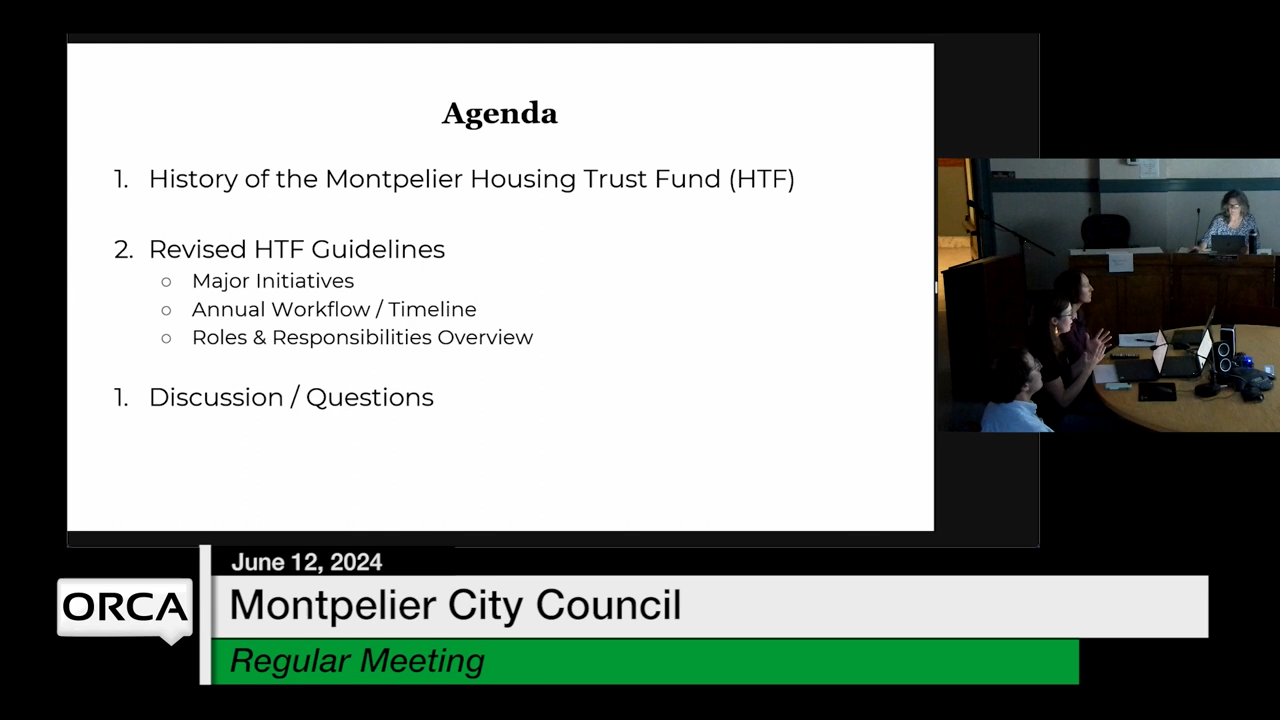 Agenda
1. History of the Montpelier Housing Trust Fund (HTF)
2. Revised HTF Guidelines
○ Major Initiatives
○ Annual Workflow / Timeline
○ Roles & Responsibilities Overview
1. Discussion / Questions
June 12, 2024
ORCA
Montpelier City Council
Regular Meeting